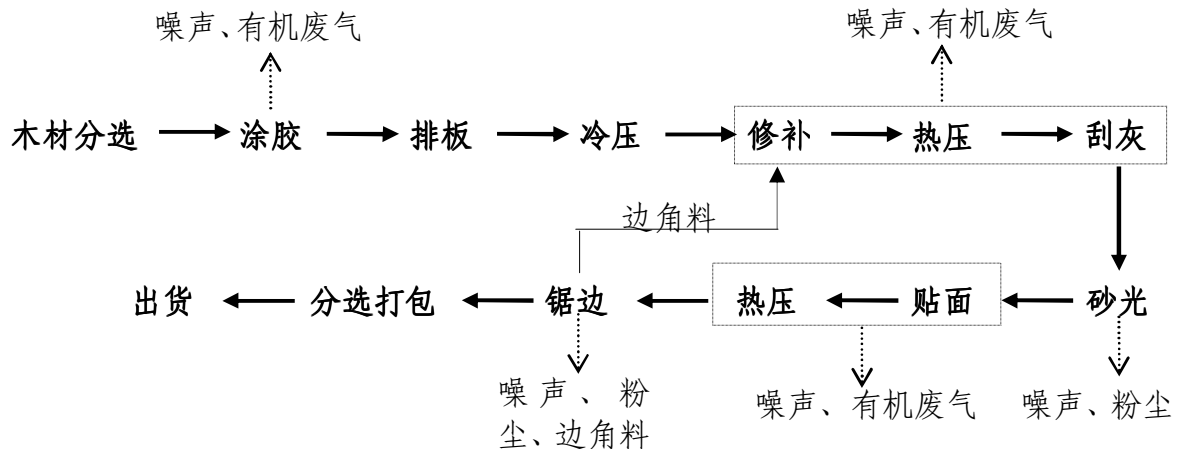 噪声、有机废气 噪声、有机废气
木材分选 涂胶 排板 冷压 修补 热压 刮灰
边角料
出货 分选打包 锯边 热压 贴面 砂光
噪声、粉
尘、边角料
噪声、有机废气 噪声、粉尘